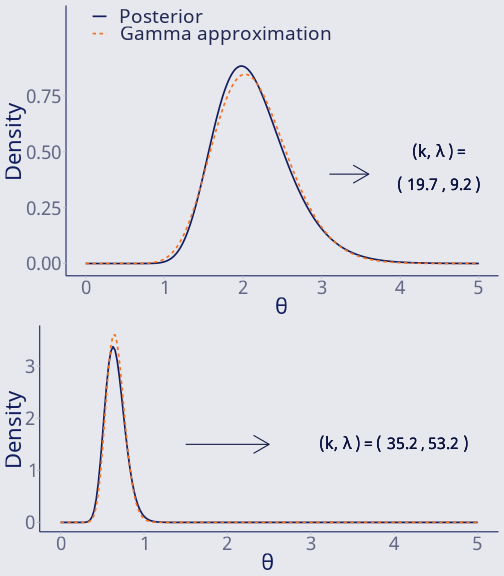 Posterior
Gamma approximation
Density
0.75
0.50
0.25
0.00
(k, λ) =
( 19.7 , 9.2 )
0 1 2 3 4 5
θ
Density
3
2
1
0
(k, λ) = ( 35.2 , 53.2 )
0 1 2 3 4 5
θ